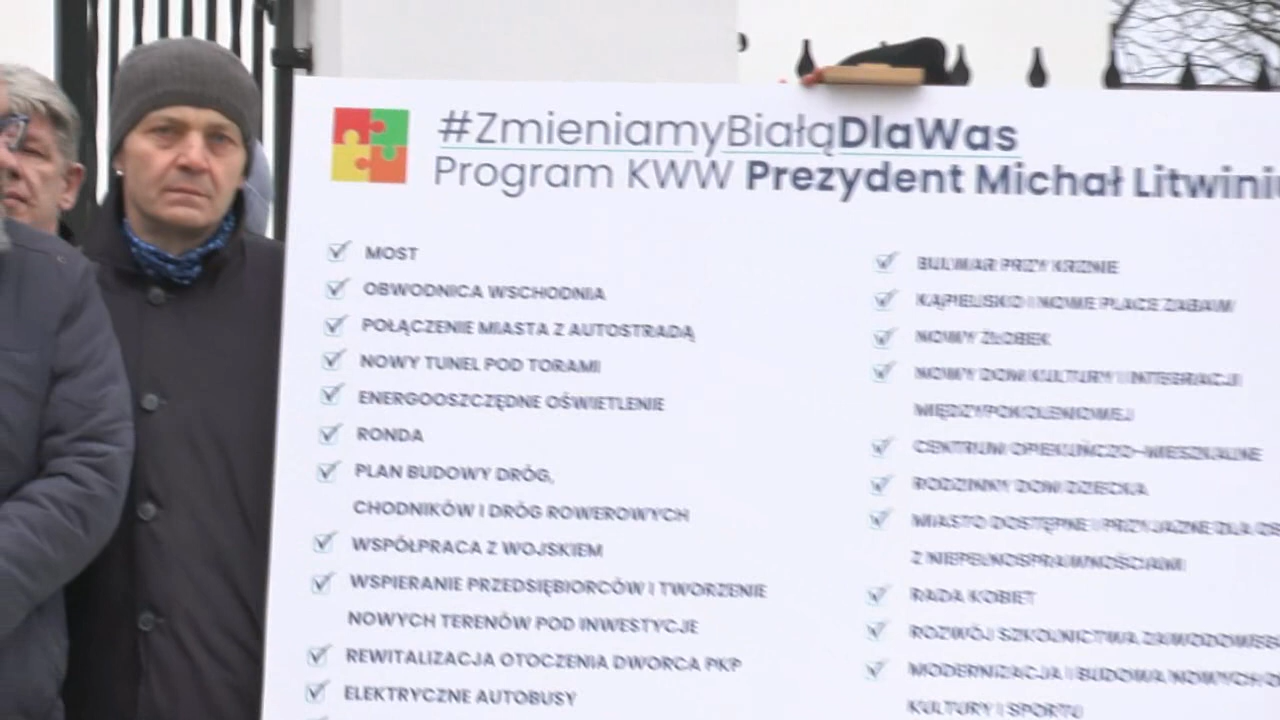 #ZmieniamyBiałąDlaWas
Program KWW Prezydent Michał
MOST
OBWODNICA WSCHODNIA
POŁĄCZENIE MIASTA Z AUTOSTRADĄ
NOWY TUNEL POD TORAMI
ENERGOOSZCZĘDNE OŚWIETLENIE
RONDA
PLAN BUDOWY DRÓG,
CHODNIKÓW I DRÓG ROWEROWYCH
WSPÓŁPRACA Z WOJSKIEM
WSPIERANIE PRZEDSIĘBIORCÓW I TWORZENIE
NOWYCH TERENÓW POD INWESTYCJE
REWITALIZACJA OTOCZENIA DWORCA PKP
ELEKTRYCZNE AUTOBUSY
BULWAR PRZY KRZNIE
KĄPIELISKO I NOWE PLACE ZABAW
NOWY ŻŁOBEK
NOWY DOM KULTURY I INTEGRACJI
MIĘDZYPOKOLENIOWEJ
CENTRUM OPIEKUŃCZO-MIESZKALNE
RODZINNY DOM DZIECKA
MIASTO DOSTĘPNE I PRZYJAZNE DLA
Z NIEPEŁNOSPRAWNOŚCIAMI
RADA KOBIET
ROZWÓJ SZKOLNICTWA
MODERNIZACJA I BUDOWA NOWYCH
KULTURY I SPORTU